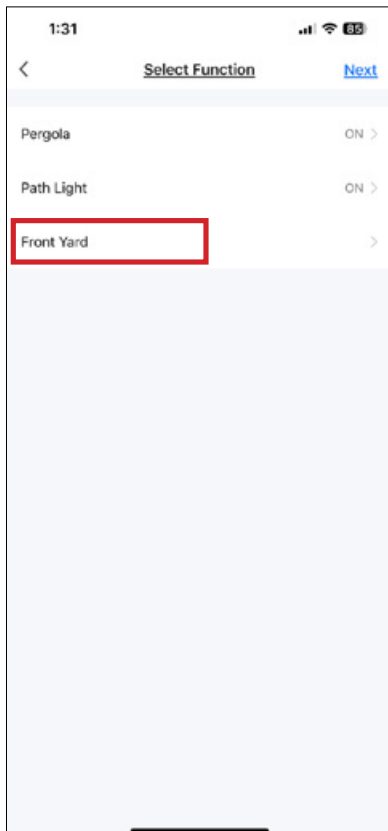 1:31 85
Select Function Next
Pergola ON
Path Light ON
Front Yard